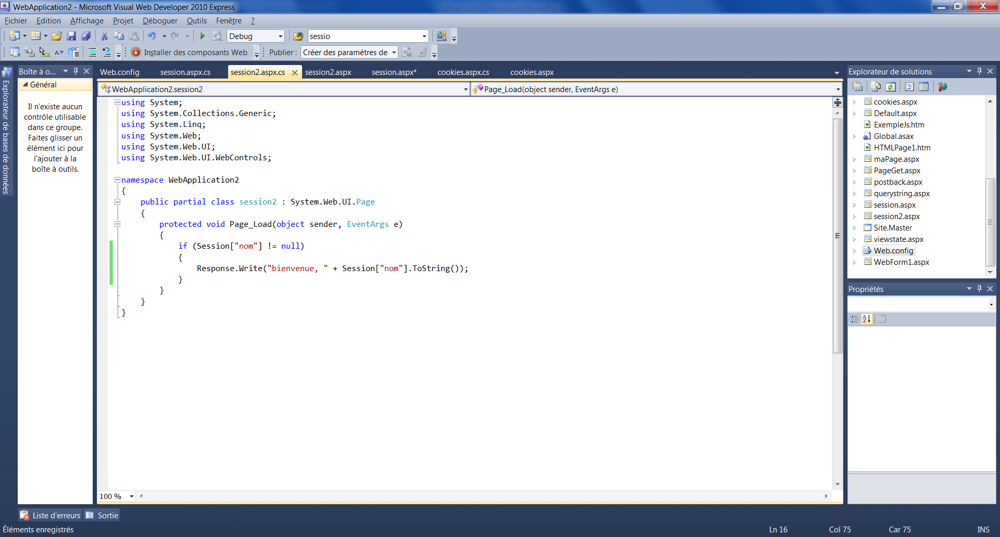 WebApplication2 - Microsoft Visual Web Developer 2010 Express
Fichier Edition Affichage Projet Déboguer Outils Fenêtre ?
Debug sessio
Installer des composants Web Publier : Créer des paramètres de
Explorateur de bases de données
Boîte à o...
Général
Il n'existe aucun
contrôle utilisable
dans ce groupe.
Faites glisser un
élément ici pour
l'ajouter à la
boîte à outils.
Web.config session.aspx.cs session2.aspx.cs session2.aspx session.aspx* cookies.aspx.cs cookies.aspx
WebApplication2.session2 Page_Load(object sender, EventArgs e)
using System;
using System.Collections.Generic;
using System.Linq;
using System.Web;
using System.Web.UI;
using System.Web.UI.WebControls;
namespace WebApplication2
{
public partial class session2 : System.Web.UI.Page
{
protected void Page_Load(object sender, EventArgs e)
{
if (Session["nom"] != null)
{
Response.Write("bienvenue, " + Session["nom"].ToString());
}
}
}
}
100 %
Explorateur de solutions
cookies.aspx
Default.aspx
ExempleJs.htm
Global.asax
HTMLPage1.htm
maPage.aspx
PageGet.aspx
postback.aspx
querystring.aspx
session.aspx
session2.aspx
Site.Master
viewstate.aspx
Web.config
WebForm1.aspx
Propriétés
Liste d'erreurs Sortie
Éléments enregistrés Ln 16 Col 75 Car 75 INS